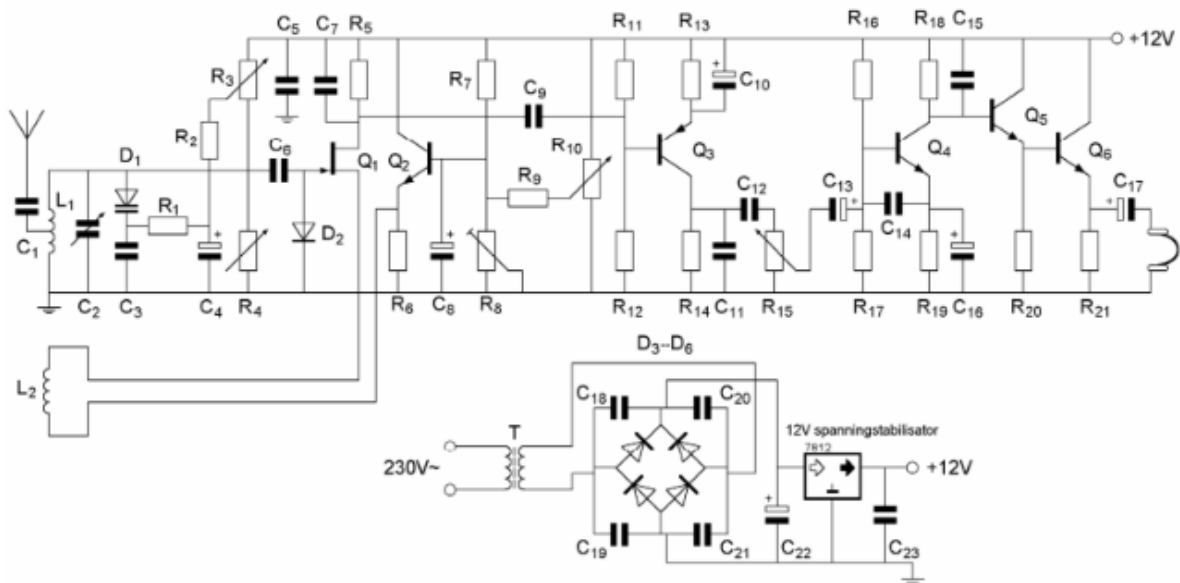 C5 C7 R5 R11 R13 R16 R18 C15
+12V
R3 R7 C9 C10
R2 Q5
D1 C6 Q1 Q2 R10 Q3 Q4 Q6
L1 R1 R9 C12 C13 C17
C1 D2 C14
C2 C3 C4 R4 R6 C8 R8 R12 R14 C11 R15 R17 R19 C16 R20 R21
D3--D6
L2
C18 C20
T 12V spanningstabilisator
7812
230V~ +12V
C19 C21 C22 C23
+ + + + + + +